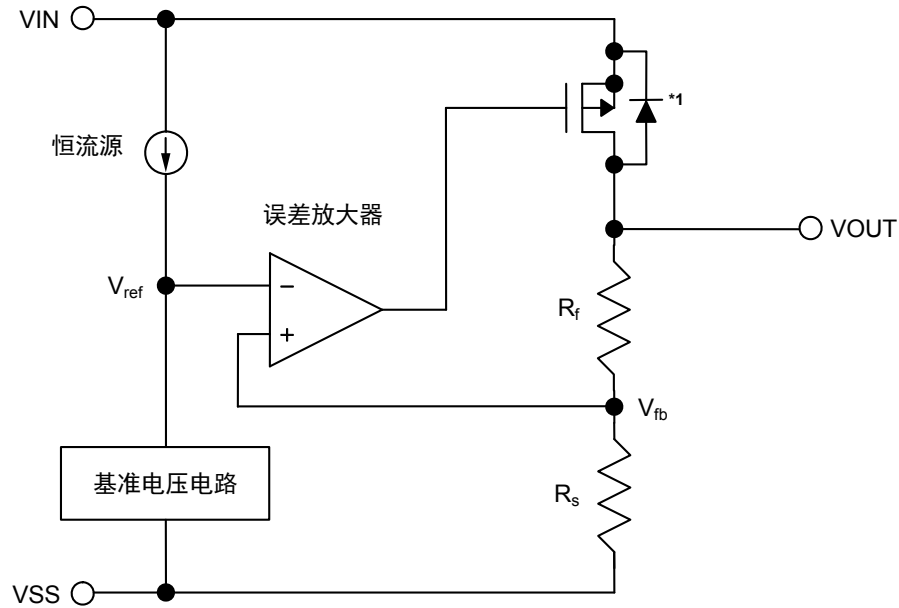 VIN
*1
恒流源
误差放大器
VOUT
Vref
−
+
Rf
Vfb
基准电压电路
Rs
VSS